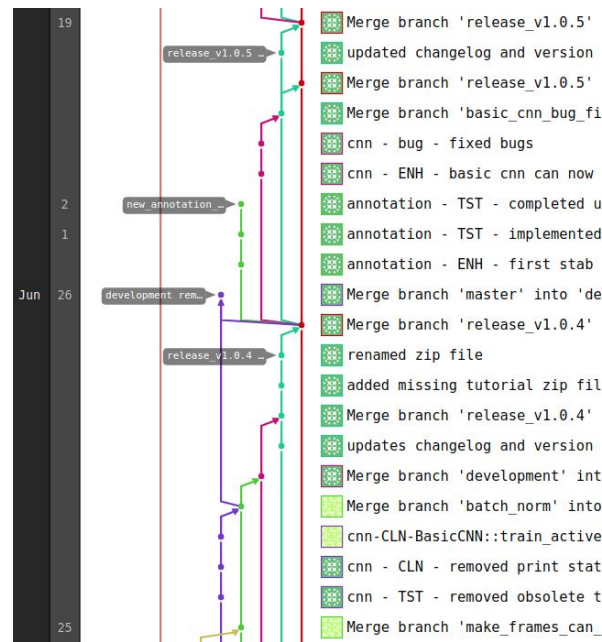 19 Merge branch 'release_v1.0.5'
release_v1.0.5 … updated changelog and version
Merge branch 'release_v1.0.5'
Merge branch 'basic_cnn_bug_fi
cnn - bug - fixed bugs
cnn - ENH - basic cnn can now
2 new_annotation_… annotation - TST - completed u
1 annotation - TST - implemented
annotation - ENH - first stab
Jun 26 development rem… Merge branch 'master' into 'de
Merge branch 'release_v1.0.4'
release_v1.0.4 … renamed zip file
added missing tutorial zip fil
Merge branch 'release_v1.0.4'
updates changelog and version
Merge branch 'development' int
Merge branch 'batch_norm' into
cnn-CLN-BasicCNN::train_active
cnn - CLN - removed print stat
cnn - TST - removed obsolete t
25 Merge branch 'make_frames_can_